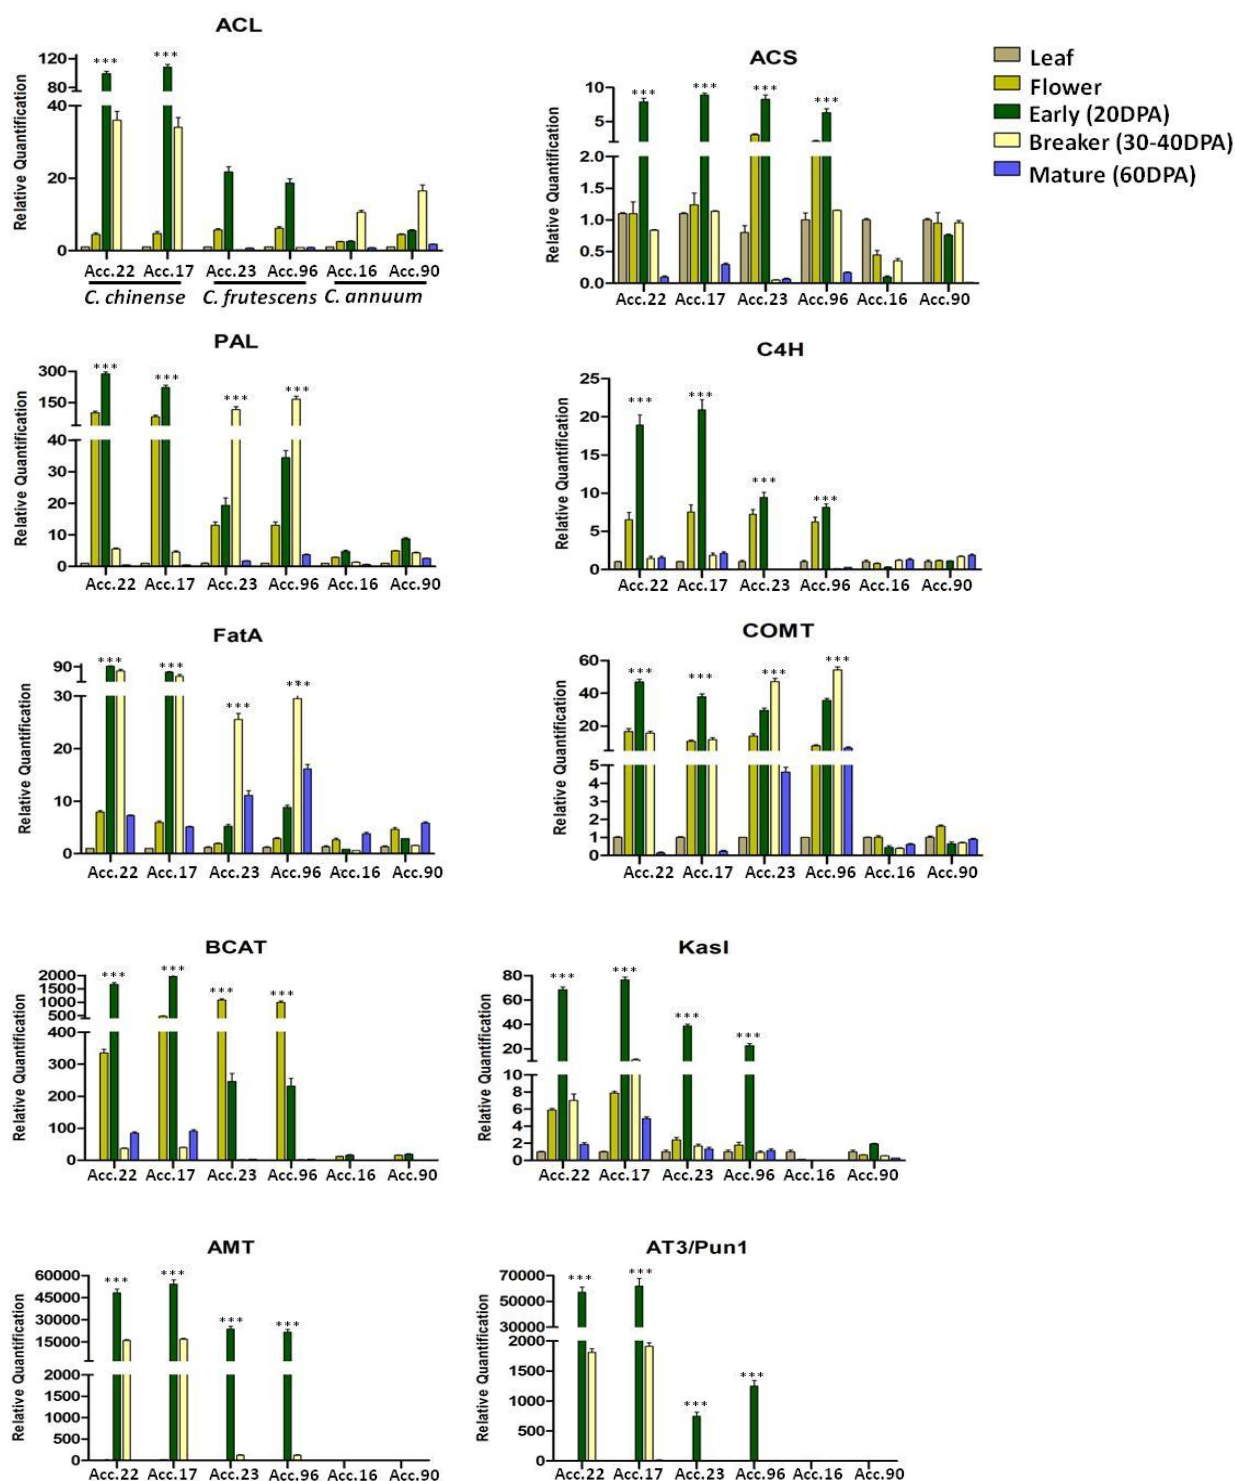 ACL
Relative Quantification
120
80
40
20
0
*** ***
Acc.22 Acc.17 Acc.23 Acc.96 Acc.16 Acc.90
C. chinense C. frutescens C. annuum
ACS
Relative Quantification
10
5
2.0
1.5
1.0
0.5
0.0
*** *** *** ***
Acc.22 Acc.17 Acc.23 Acc.96 Acc.16 Acc.90
Leaf
Flower
Early (20DPA)
Breaker (30-40DPA)
Mature (60DPA)
PAL
Relative Quantification
300
150
40
30
20
10
0
*** *** *** ***
Acc.22 Acc.17 Acc.23 Acc.96 Acc.16 Acc.90
C4H
Relative Quantification
25
20
15
10
5
0
*** *** *** ***
Acc.22 Acc.17 Acc.23 Acc.96 Acc.16 Acc.90
FatA
Relative Quantification
90
30
20
10
0
*** *** *** ***
Acc.22 Acc.17 Acc.23 Acc.96 Acc.16 Acc.90
COMT
Relative Quantification
60
40
20
5
4
3
2
1
0
*** *** *** ***
Acc.22 Acc.17 Acc.23 Acc.96 Acc.16 Acc.90
BCAT
Relative Quantification
2000
1500
1000
500
400
300
200
100
0
*** *** *** ***
Acc.22 Acc.17 Acc.23 Acc.96 Acc.16 Acc.90
KasI
Relative Quantification
80
60
40
20
10
8
6
4
2
0
*** *** *** ***
Acc.22 Acc.17 Acc.23 Acc.96 Acc.16 Acc.90
AMT
Relative Quantification
60000
45000
30000
15000
2000
1500
1000
500
0
*** *** *** ***
Acc.22 Acc.17 Acc.23 Acc.96 Acc.16 Acc.90
AT3/Pun1
Relative Quantification
70000
50000
30000
2000
1500
1000
500
0
*** *** *** ***
Acc.22 Acc.17 Acc.23 Acc.96 Acc.16 Acc.90